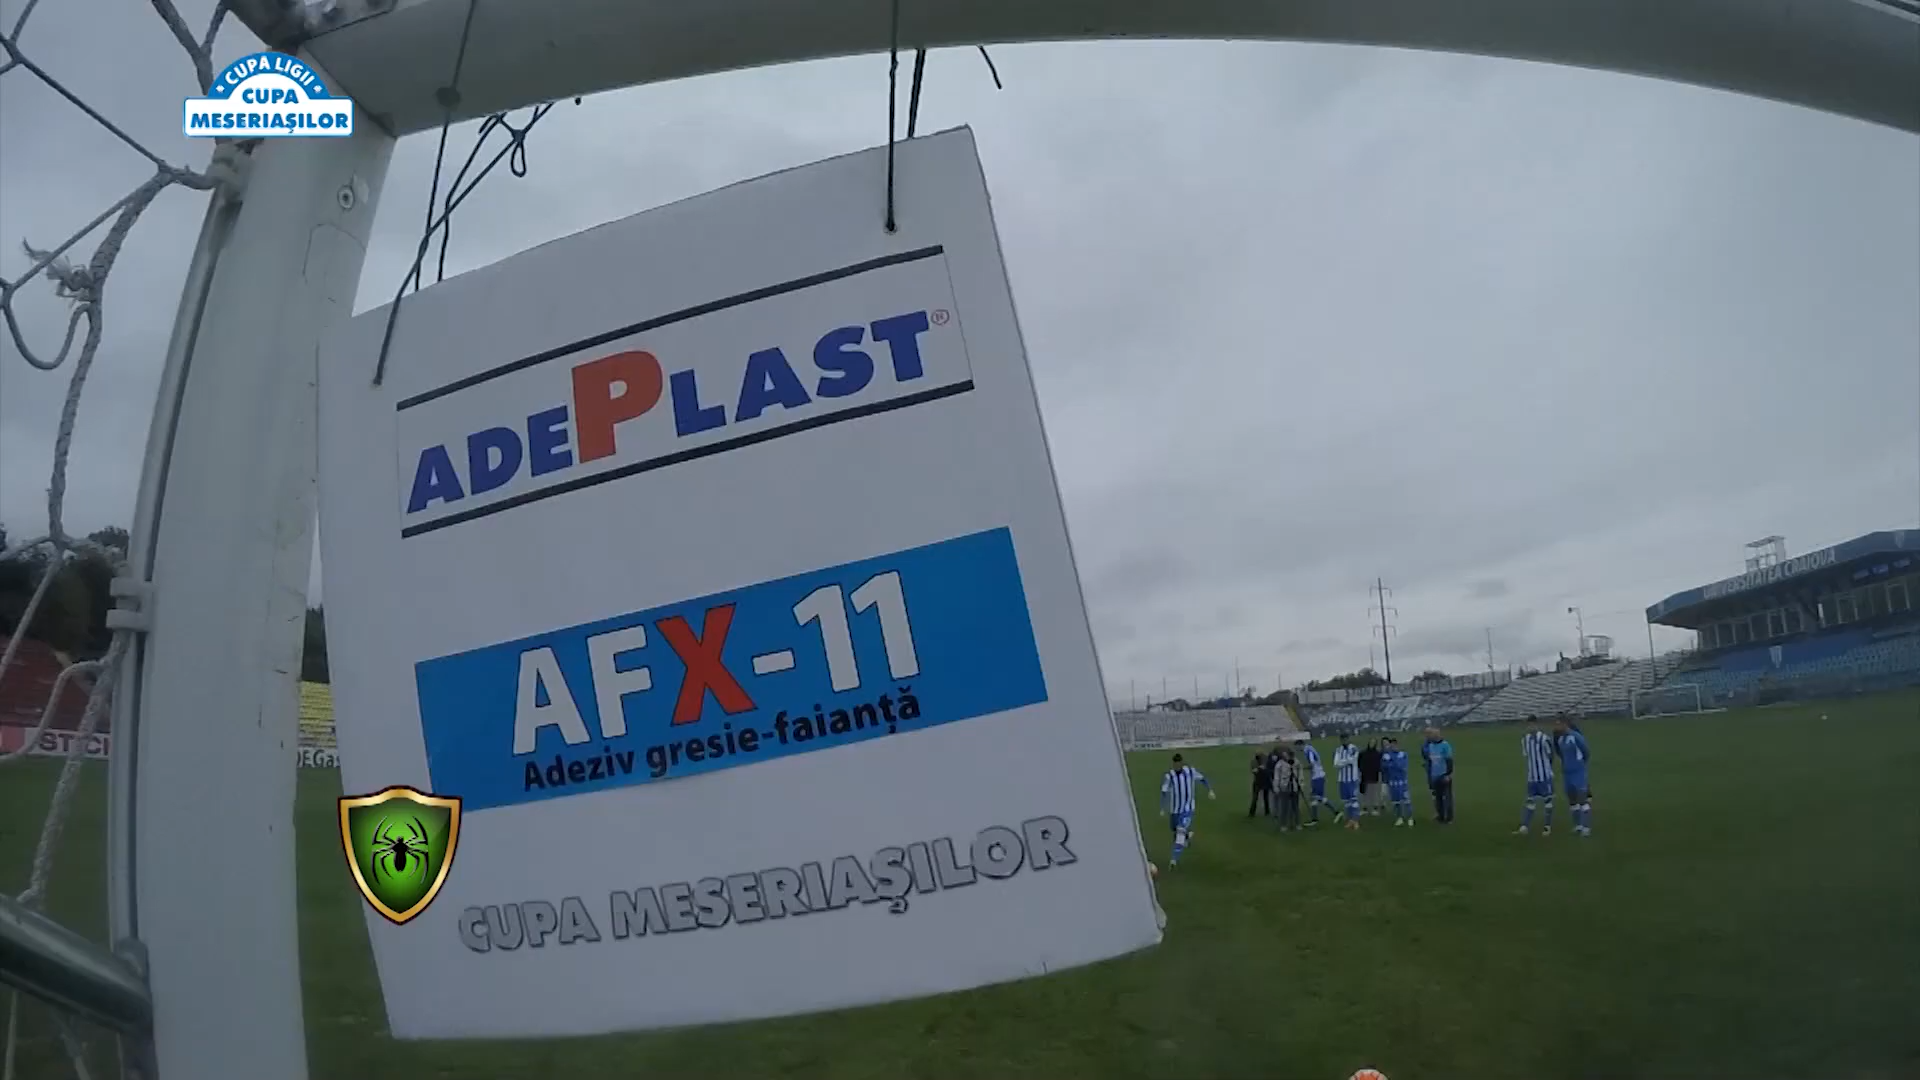 CUPA LIGII
CUPA
MESERIAȘILOR
ADEPLAST®
AFX-11
Adeziv gresie-faianță
CUPA MESERIAȘILOR
UNIVERSITATEA CRAIOVA